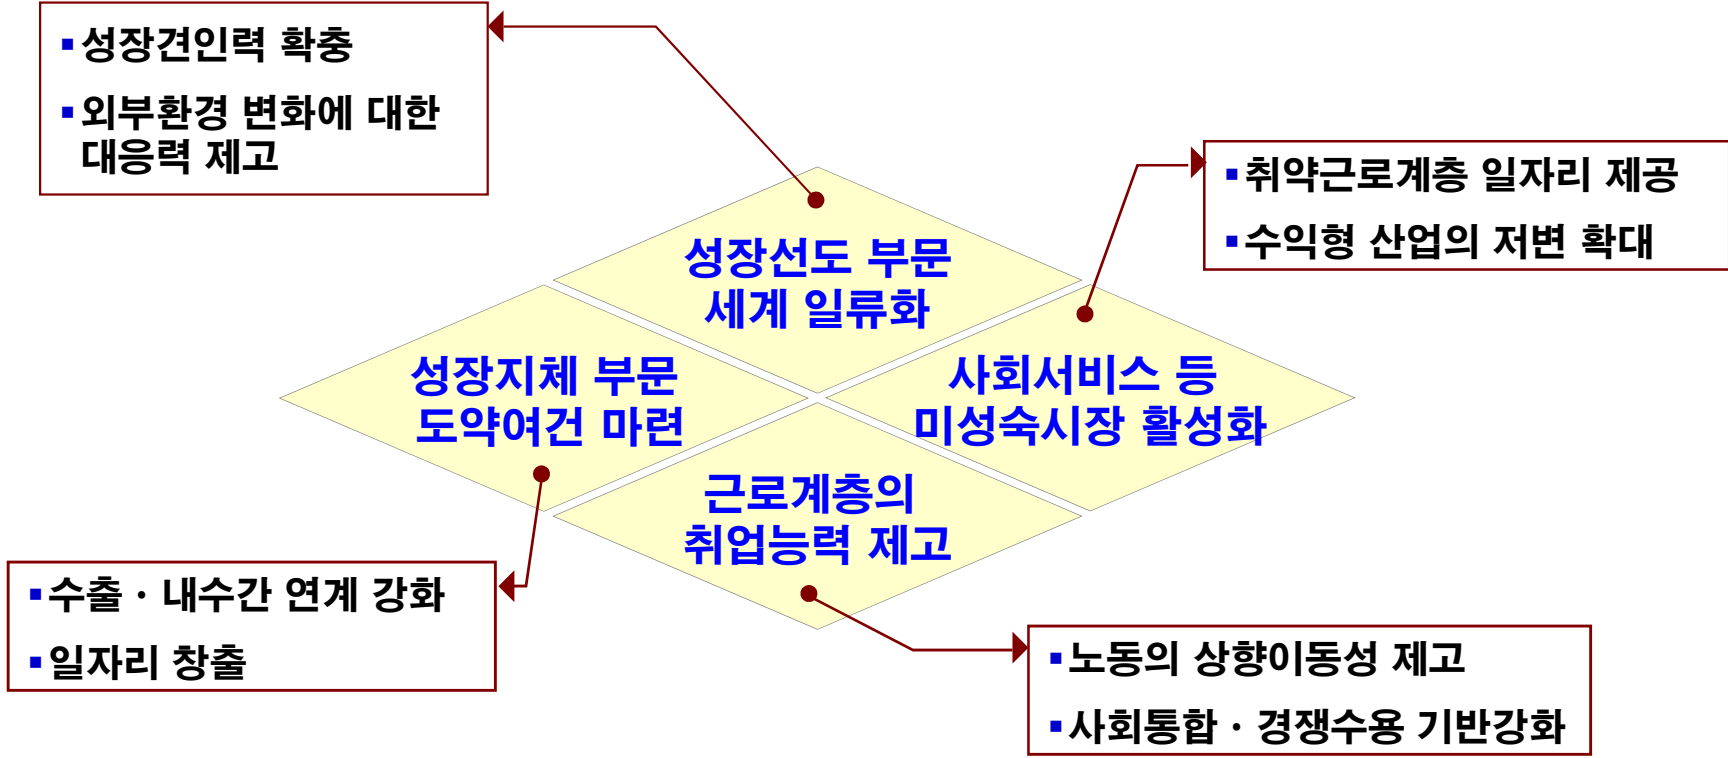 ▪성장견인력 확충
▪외부환경 변화에 대한
대응력 제고
▪취약근로계층 일자리 제공
▪수익형 산업의 저변 확대
성장선도 부문
세계 일류화
성장지체 부문
도약여건 마련
사회서비스 등
미성숙시장 활성화
근로계층의
취업능력 제고
▪수출 · 내수간 연계 강화
▪일자리 창출
▪노동의 상향이동성 제고
▪사회통합 · 경쟁수용 기반강화